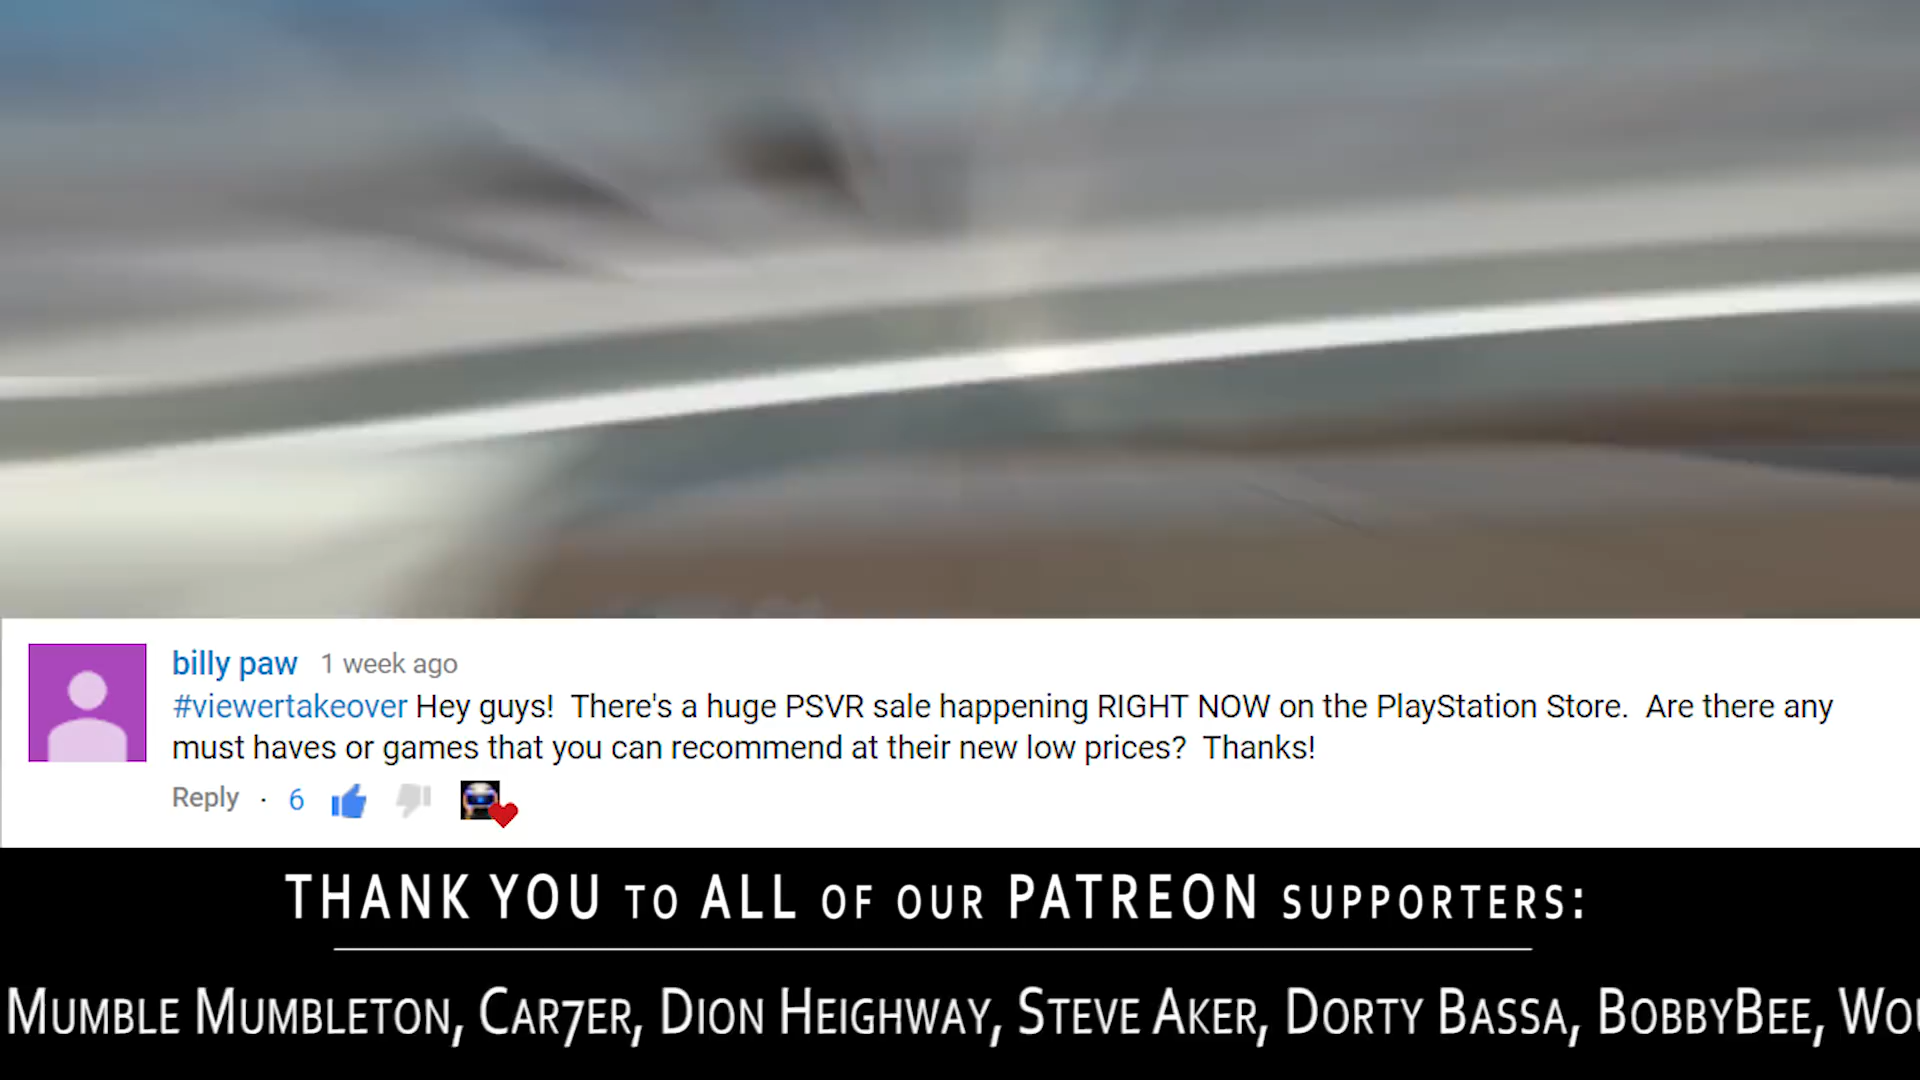 billy paw 1 week ago
#viewertakeover Hey guys! There's a huge PSVR sale happening RIGHT NOW on the PlayStation Store. Are there any
must haves or games that you can recommend at their new low prices? Thanks!
Reply · 6
THANK YOU TO ALL OF OUR PATREON SUPPORTERS:
MUMBLE MUMBLETON, CAR7ER, DION HEIGHWAY, STEVE AKER, DORTY BASSA, BOBBYBEE,